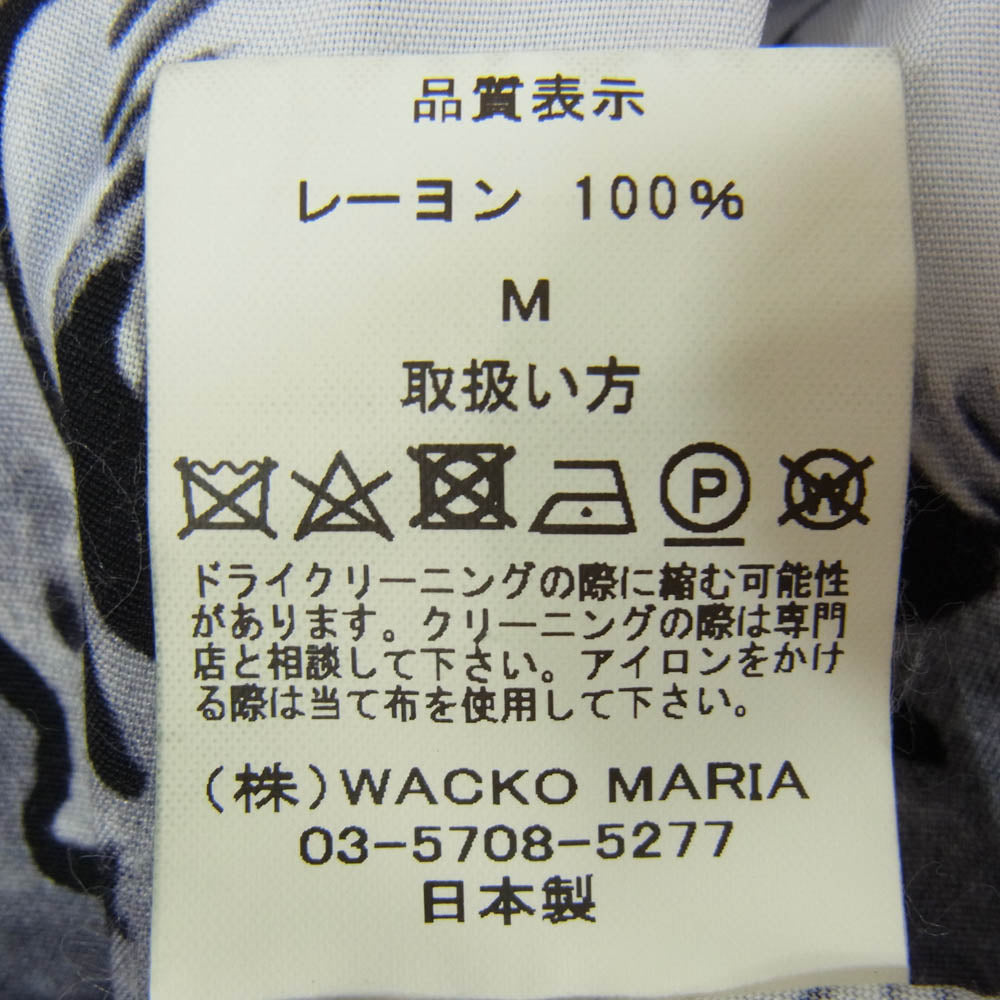 品質表示
レーヨン 100%
M
取扱い方
P W
ドライクリーニングの際に縮む可能性
があります。クリーニングの際は専門
店と相談して下さい。アイロンをかけ
る際は当て布を使用して下さい。
(株)WACKO MARIA
03-5708-5277
日本製